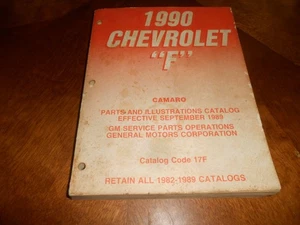 1990
CHEVROLET
"F"
CAMARO
PARTS AND ILLUSTRATIONS CATALOG
EFFECTIVE SEPTEMBER 1989
GM SERVICE PARTS OPERATIONS
GENERAL MOTORS CORPORATION
Catalog Code 17F
RETAIN ALL 1982-1989 CATALOGS